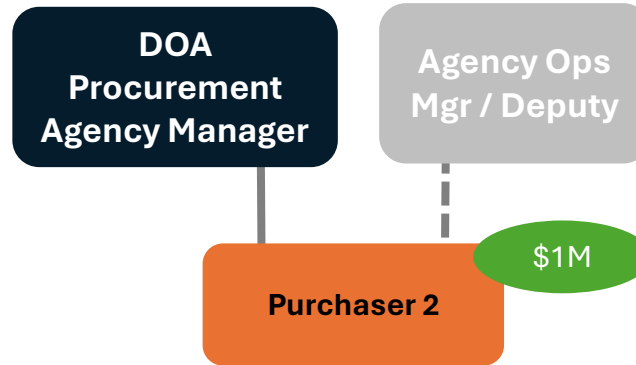 DOA
Procurement
Agency Manager
Agency Ops
Mgr / Deputy
$1M
Purchaser 2